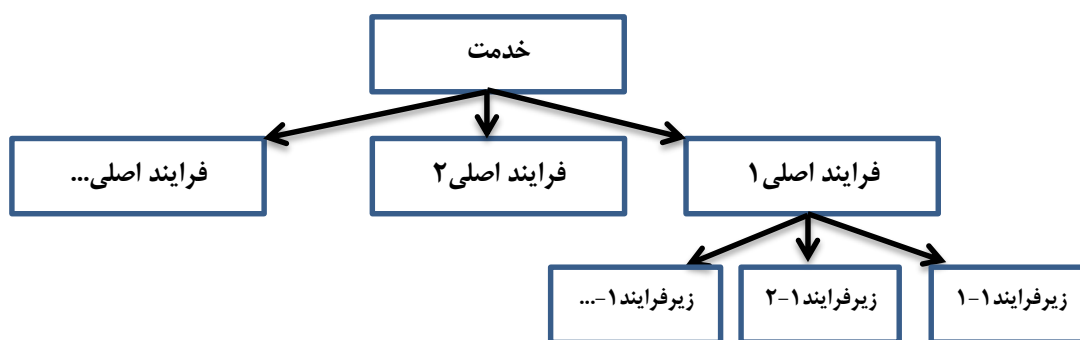 خدمت
فرایند اصلی۱
فرایند اصلی۲
فرایند اصلی...
زیرفرایند۱-۱
زیرفرایند۱-۲
زیرفرایند۱-...